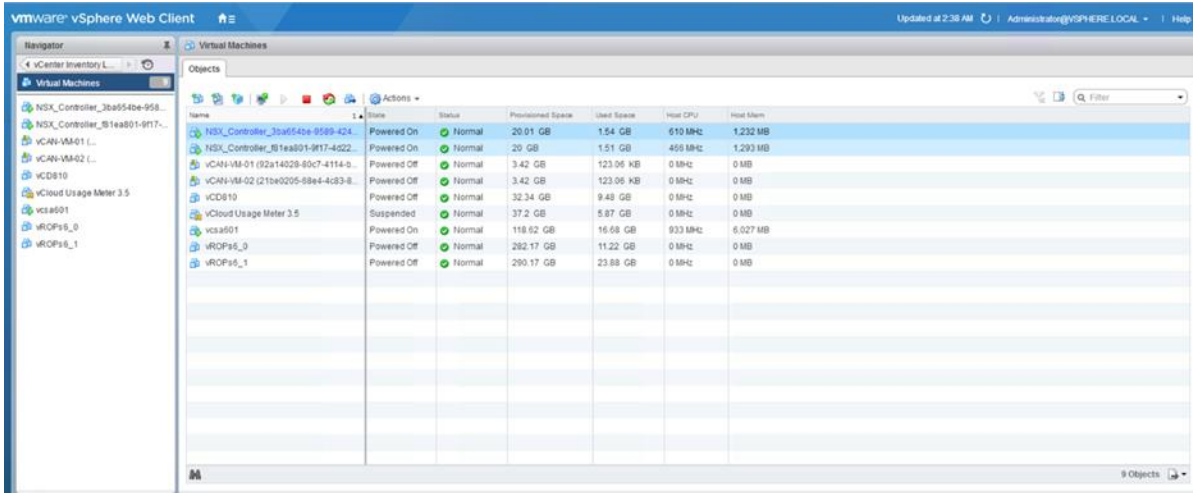 vmware® vSphere Web Client
Updated at 2:38 AM | Administrator@VSPHERE.LOCAL | Help
Navigator
vCenter Inventory L...
Virtual Machines 9
NSX_Controller_3ba654be-958...
NSX_Controller_f81ea801-9f17-...
vCAN-VM-01 (...
vCAN-VM-02 (...
vCD810
vCloud Usage Meter 3.5
vcsa601
vROPs6_0
vROPs6_1
Virtual Machines
Objects
Actions
Filter
Name 1 State Status Provisioned Space Used Space Host CPU Host Mem
NSX_Controller_3ba654be-9589-424... Powered On Normal 20.01 GB 1.54 GB 610 MHz 1,232 MB
NSX_Controller_f81ea801-9f17-4d22... Powered On Normal 20 GB 1.51 GB 466 MHz 1,293 MB
vCAN-VM-01 (92a14028-80c7-4114-b... Powered Off Normal 3.42 GB 123.06 KB 0 MHz 0 MB
vCAN-VM-02 (21be0205-68e4-4c83-8... Powered Off Normal 3.42 GB 123.06 KB 0 MHz 0 MB
vCD810 Powered Off Normal 32.34 GB 9.48 GB 0 MHz 0 MB
vCloud Usage Meter 3.5 Suspended Normal 37.2 GB 5.87 GB 0 MHz 0 MB
vcsa601 Powered On Normal 118.62 GB 16.68 GB 933 MHz 6,027 MB
vROPs6_0 Powered Off Normal 282.17 GB 11.22 GB 0 MHz 0 MB
vROPs6_1 Powered Off Normal 290.17 GB 23.88 GB 0 MHz 0 MB
9 Objects